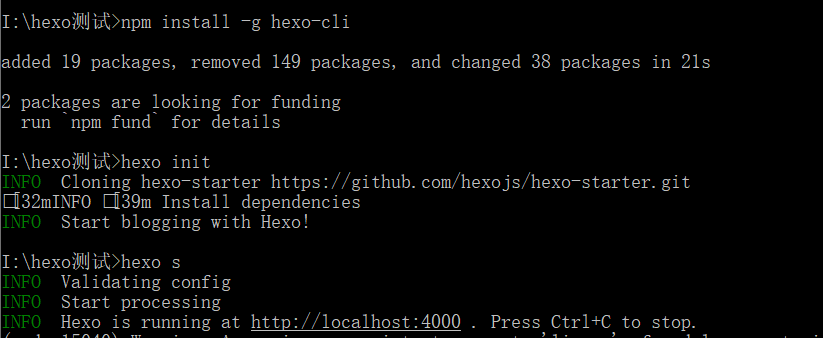 I:\hexo测试>npm install -g hexo-cli
added 19 packages, removed 149 packages, and changed 38 packages in 21s
2 packages are looking for funding
run `npm fund` for details
I:\hexo测试>hexo init
INFO Cloning hexo-starter https://github.com/hexojs/hexo-starter.git
[32mINFO [39m Install dependencies
INFO Start blogging with Hexo!
I:\hexo测试>hexo s
INFO Validating config
INFO Start processing
INFO Hexo is running at http://localhost:4000 . Press Ctrl+C to stop.